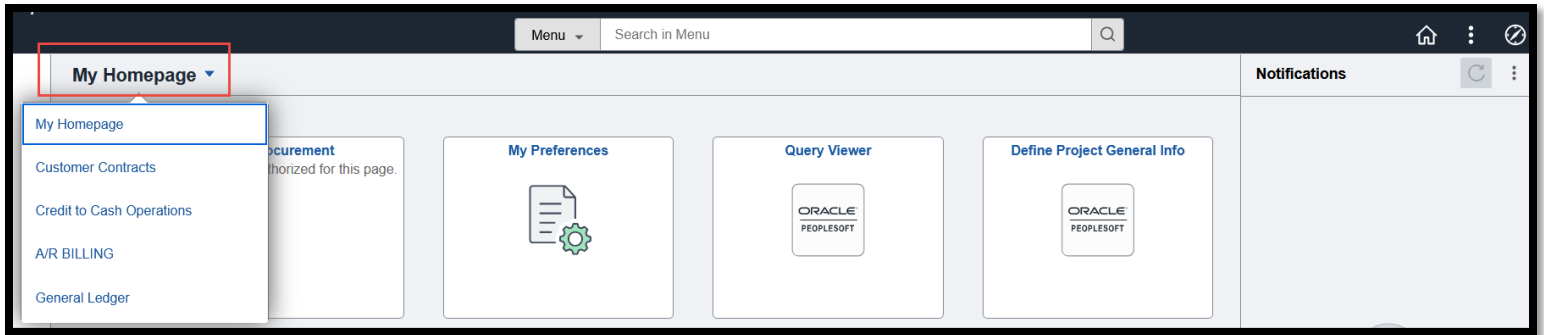 Menu
Search in Menu
My Homepage
Notifications
My Homepage
Customer Contracts
Credit to Cash Operations
A/R BILLING
General Ledger
ocurement
thorized for this page.
My Preferences
Query Viewer
ORACLE
PEOPLESOFT
Define Project General Info
ORACLE
PEOPLESOFT